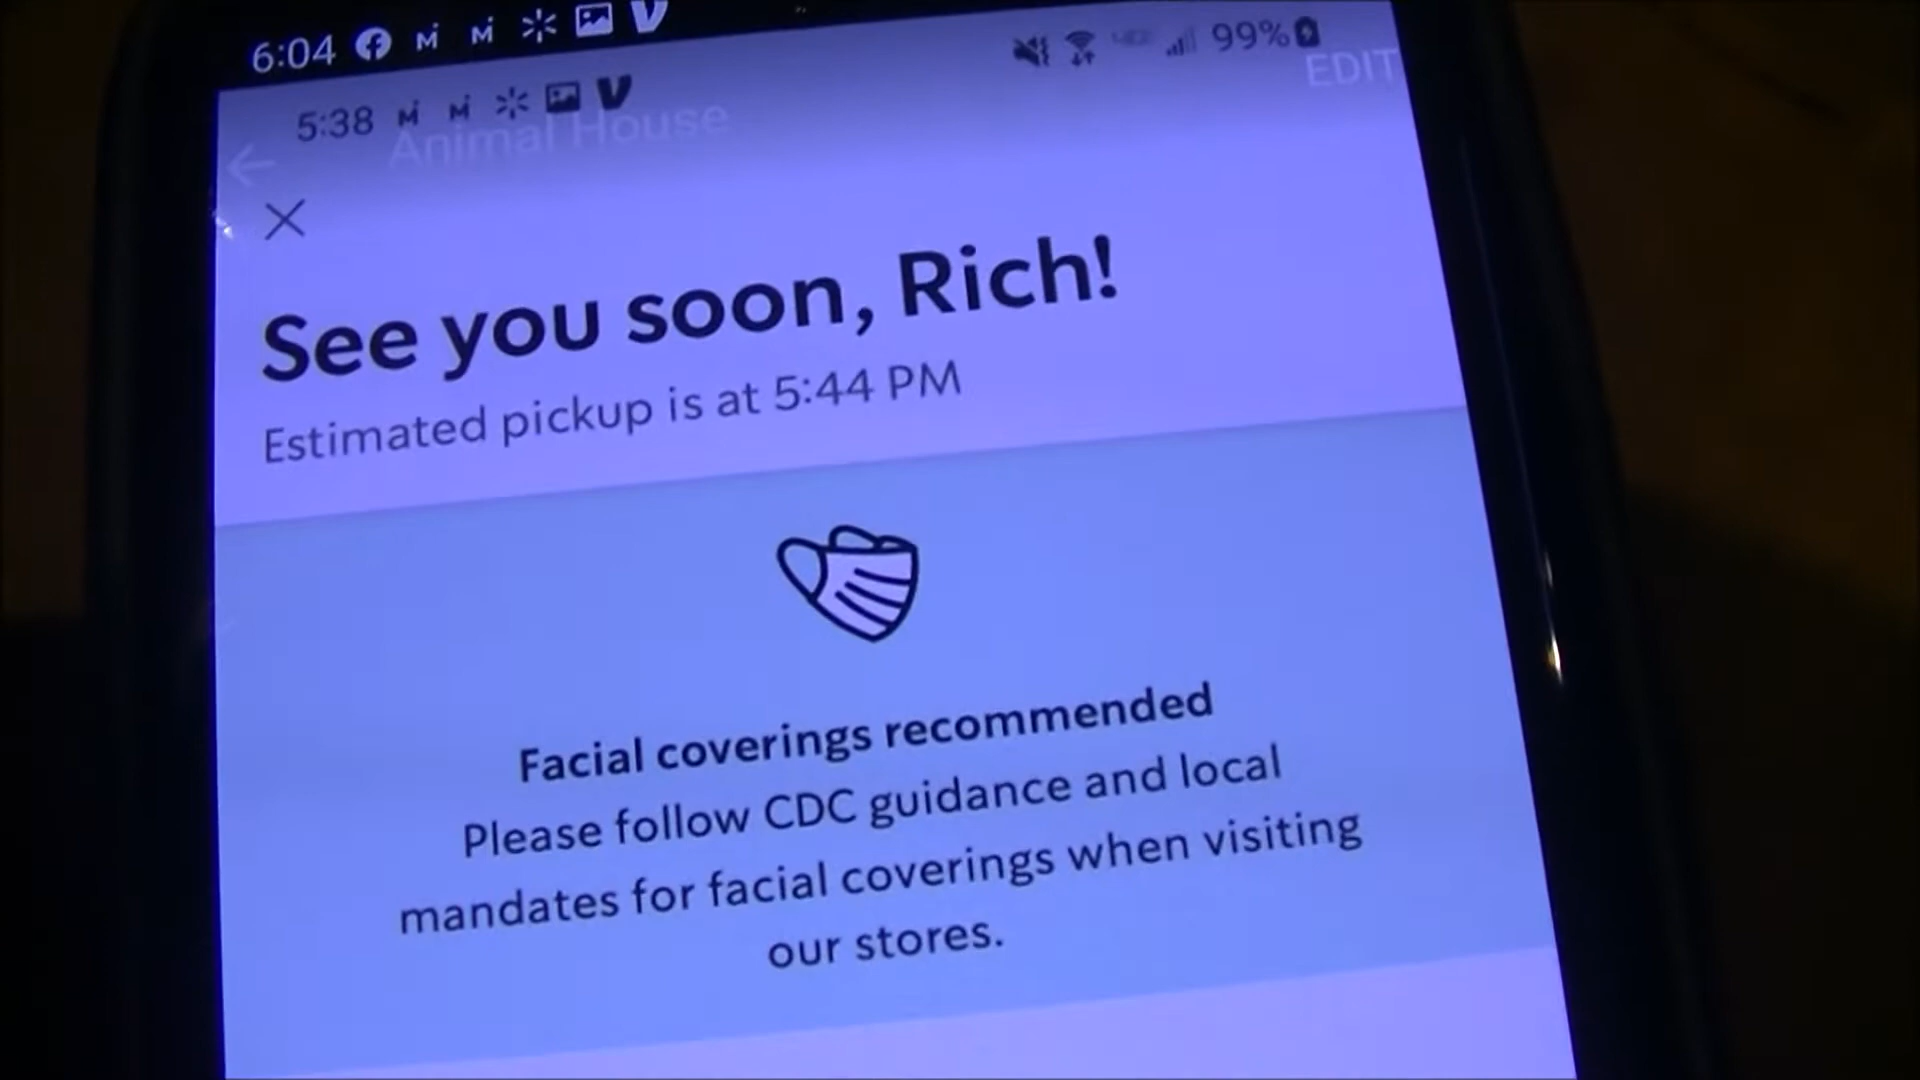 6:04
99%
EDIT
5:38
Animal House
See you soon, Rich!
Estimated pickup is at 5:44 PM
Facial coverings recommended
Please follow CDC guidance and local
mandates for facial coverings when visiting
our stores.